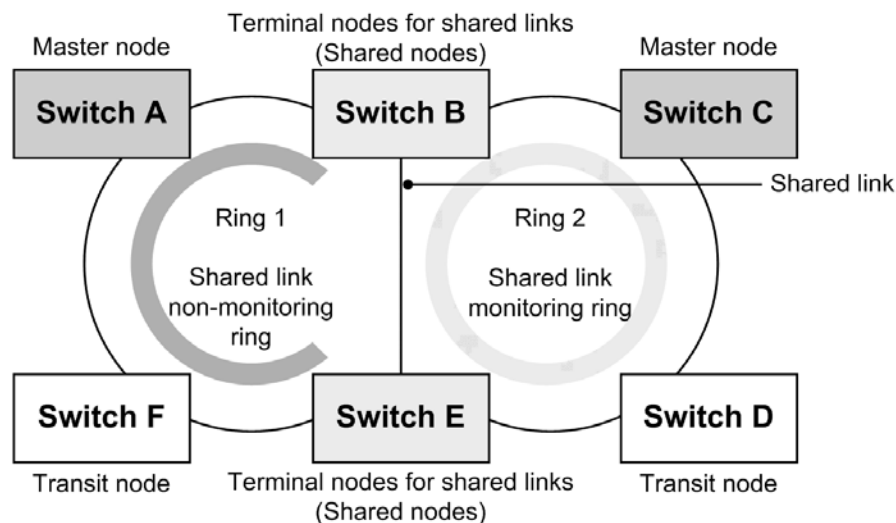 Master node
Terminal nodes for shared links
(Shared nodes)
Master node
Switch A
Switch B
Switch C
Shared link
Ring 1
Shared link
non-monitoring
ring
Ring 2
Shared link
monitoring ring
Switch F
Switch E
Switch D
Transit node
Terminal nodes for shared links
(Shared nodes)
Transit node